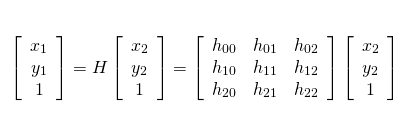 [ x₁ ] = H [ x₂ ] = [ h₀₀ h₀₁ h₀₂ ] [ x₂ ]
[ y₁ ] [ y₂ ] [ h₁₀ h₁₁ h₁₂ ] [ y₂ ]
[ 1 ] [ 1 ] [ h₂₀ h₂₁ h₂₂ ] [ 1 ]